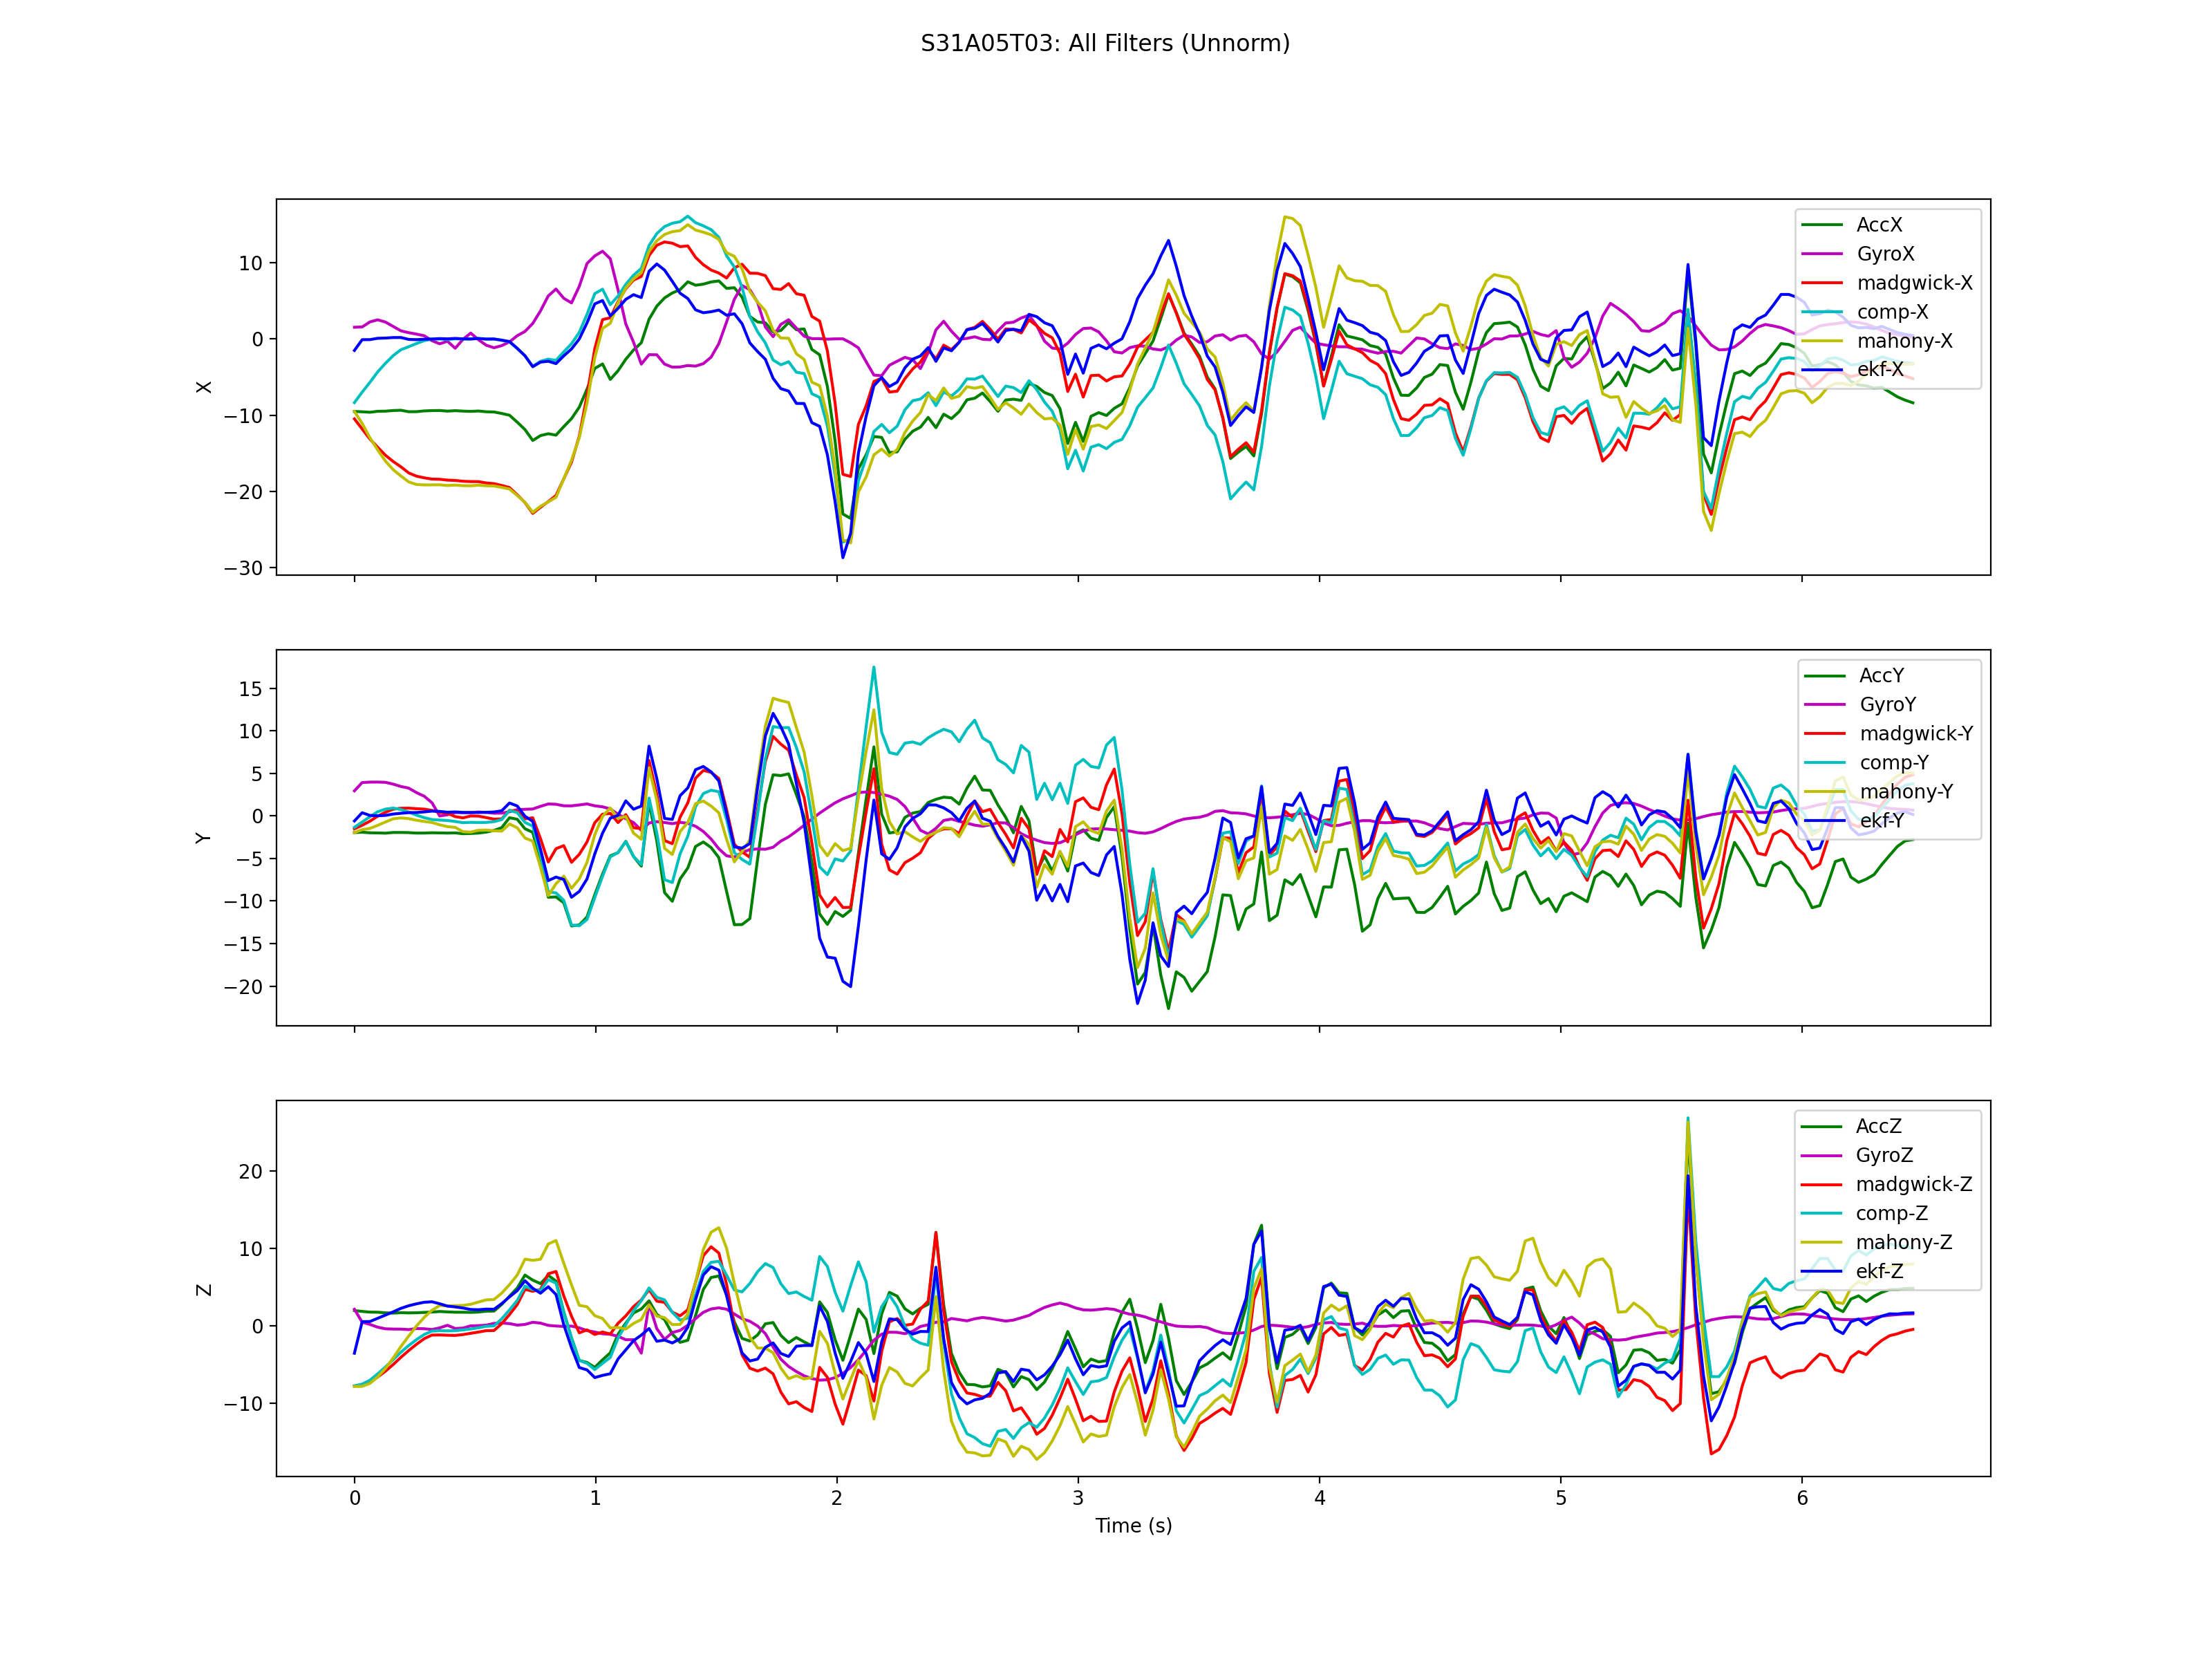 S31A05T03: All Filters (Unnorm)
X
10
0
−10
−20
−30
AccX
GyroX
madgwick-X
comp-X
mahony-X
ekf-X
Y
15
10
5
0
−5
−10
−15
−20
AccY
GyroY
madgwick-Y
comp-Y
mahony-Y
ekf-Y
Z
20
10
0
−10
AccZ
GyroZ
madgwick-Z
comp-Z
mahony-Z
ekf-Z
0 1 2 3 4 5 6
Time (s)